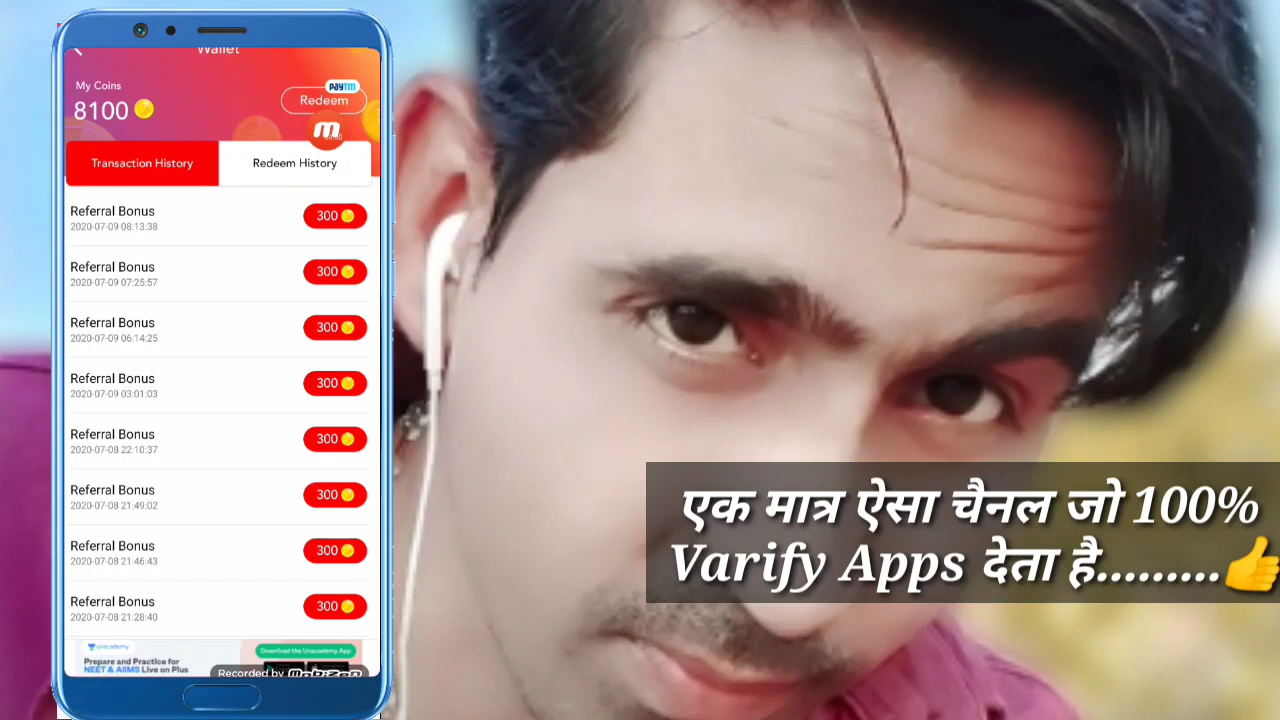 Wallet
My Coins
8100
Paytm
Redeem
Transaction History
Redeem History
Referral Bonus
2020-07-09 08:13:38
300
Referral Bonus
2020-07-09 07:25:57
300
Referral Bonus
2020-07-09 06:14:25
300
Referral Bonus
2020-07-09 03:01:03
300
Referral Bonus
2020-07-08 22:10:37
300
Referral Bonus
2020-07-08 21:49:02
300
Referral Bonus
2020-07-08 21:46:43
300
Referral Bonus
2020-07-08 21:28:40
300
unacademy
Download the Unacademy App
Prepare and Practice for
NEET & AIIMS Live on Plus
Recorded by Mobizen
एक मात्र ऐसा चैनल जो 100%
Varify Apps देता है.........👍